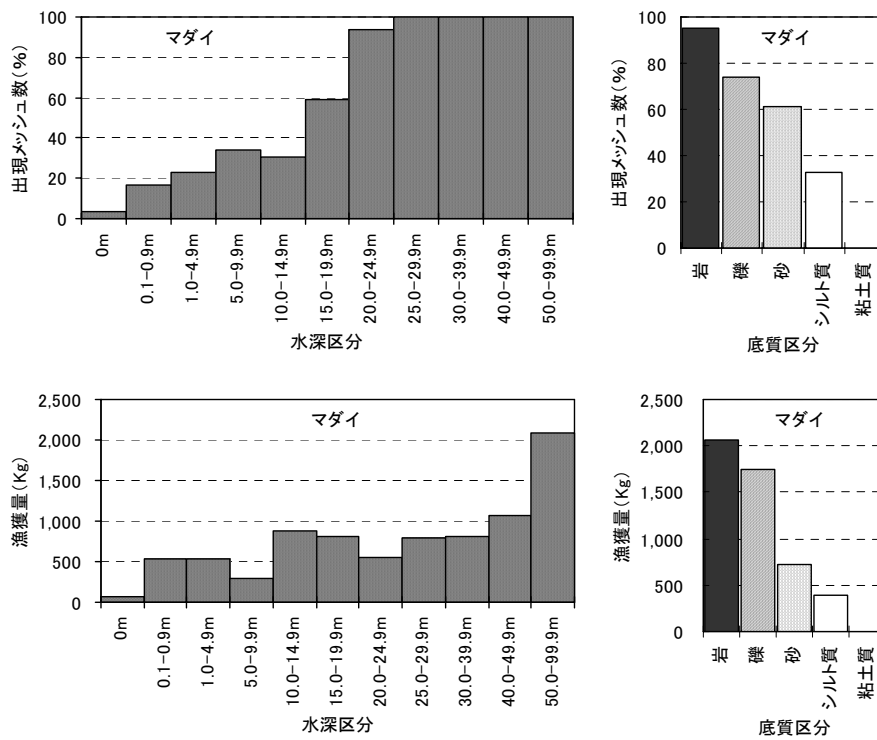 マダイ
出現メッシュ数(%)
100
80
60
40
20
0
0m
0.1-0.9m
1.0-4.9m
5.0-9.9m
10.0-14.9m
15.0-19.9m
20.0-24.9m
25.0-29.9m
30.0-39.9m
40.0-49.9m
50.0-99.9m
水深区分
マダイ
出現メッシュ数(%)
100
80
60
40
20
0
岩
礫
砂
シルト質
粘土質
底質区分
マダイ
漁獲量(Kg)
2,500
2,000
1,500
1,000
500
0
0m
0.1-0.9m
1.0-4.9m
5.0-9.9m
10.0-14.9m
15.0-19.9m
20.0-24.9m
25.0-29.9m
30.0-39.9m
40.0-49.9m
50.0-99.9m
水深区分
マダイ
漁獲量(Kg)
2,500
2,000
1,500
1,000
500
0
岩
礫
砂
シルト質
粘土質
底質区分